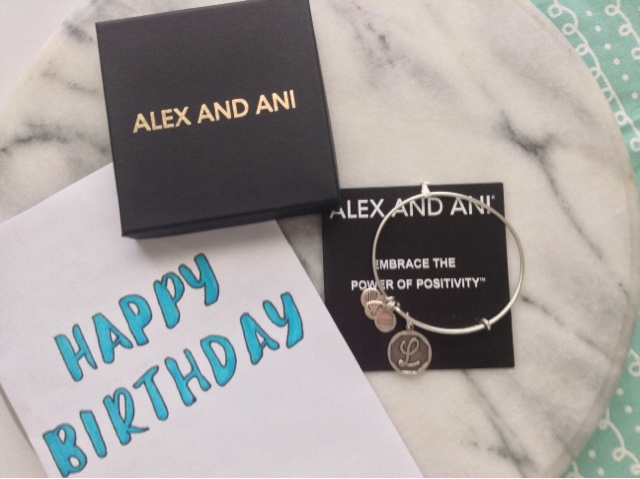 ALEX AND ANI
ALEX AND ANI®
EMBRACE THE
POWER OF POSITIVITY™
L
HAPPY
BIRTHDAY